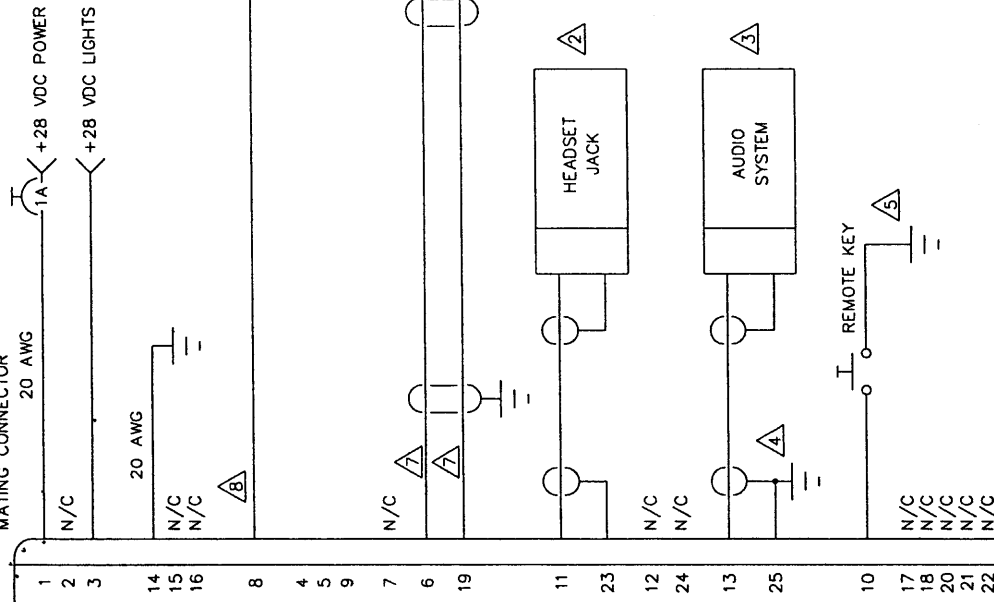 MATING CONNECTOR
20 AWG
1A
+28 VDC POWER
+28 VDC LIGHTS
1
2 N/C
3
20 AWG
14
15 N/C
16 N/C
8
8
4
5
9
7 N/C
7
6
7
19
2
HEADSET
JACK
11
23
12 N/C
24 N/C
3
AUDIO
SYSTEM
13
4
25
REMOTE KEY
5
10
17 N/C
18 N/C
20 N/C
21 N/C
22 N/C